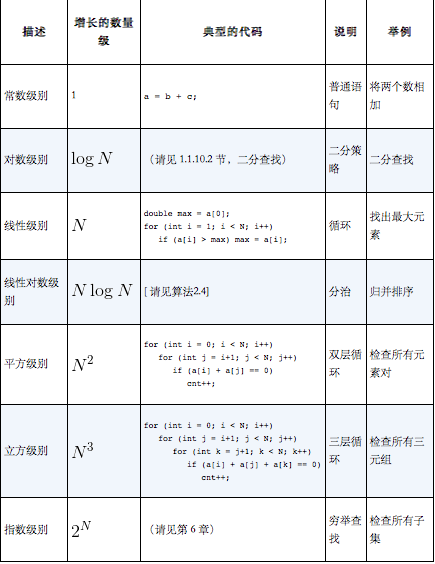 描述
增长的数量
级
典型的代码
说明
举例
常数级别
1
a = b + c;
普通语
句
将两个数相
加
对数级别
log N
（请见 1.1.10.2 节，二分查找）
二分策
略
二分查找
线性级别
N
double max = a[0];
for (int i = 1; i < N; i++)
if (a[i] > max) max = a[i];
循环
找出最大元
素
线性对数级
别
N log N
[ 请见算法2.4]
分治
归并排序
平方级别
N²
for (int i = 0; i < N; i++)
for (int j = i+1; j < N; j++)
if (a[i] + a[j] == 0)
cnt++;
双层循
环
检查所有元
素对
立方级别
N³
for (int i = 0; i < N; i++)
for (int j = i+1; j < N; j++)
for (int k = j+1; k < N; k++)
if (a[i] + a[j] + a[k] == 0)
cnt++;
三层循
环
检查所有三
元组
指数级别
2ᴺ
（请见第 6 章）
穷举查
找
检查所有子
集